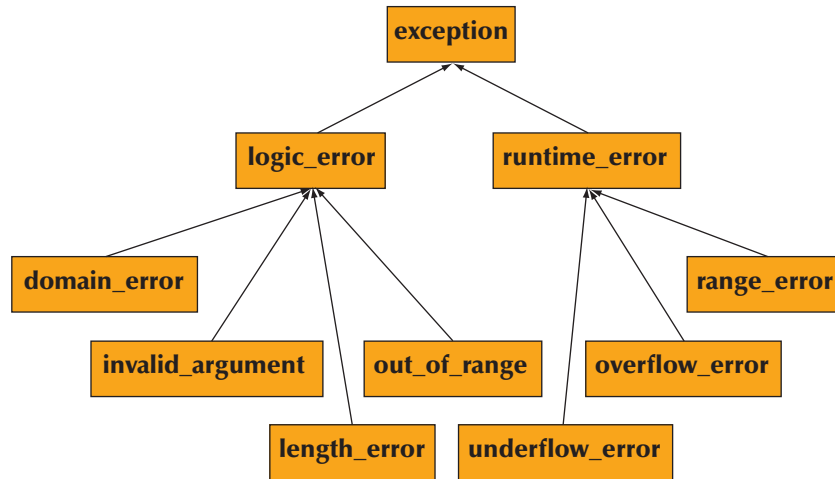 exception
logic_error
runtime_error
domain_error
range_error
invalid_argument
out_of_range
overflow_error
length_error
underflow_error